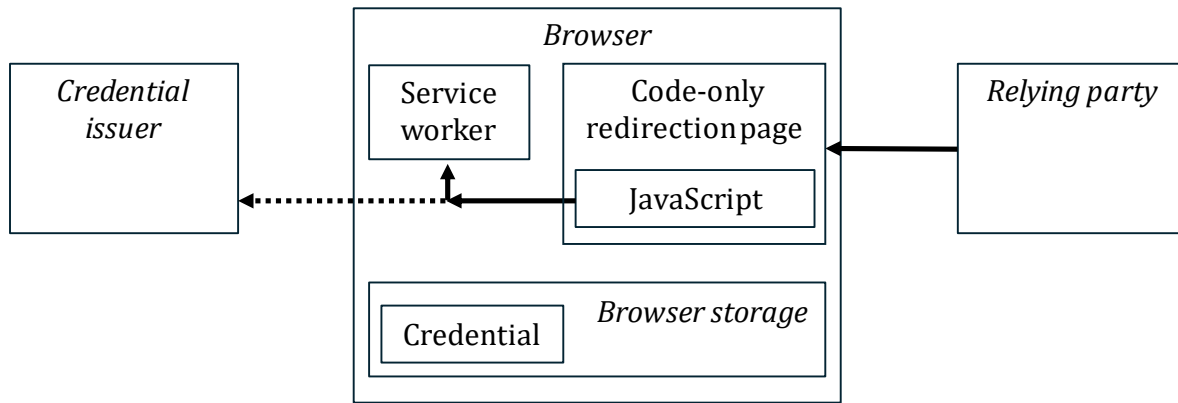 Browser
Credential
issuer
Service
worker
Code-only
redirection page
JavaScript
Relying party
Browser storage
Credential